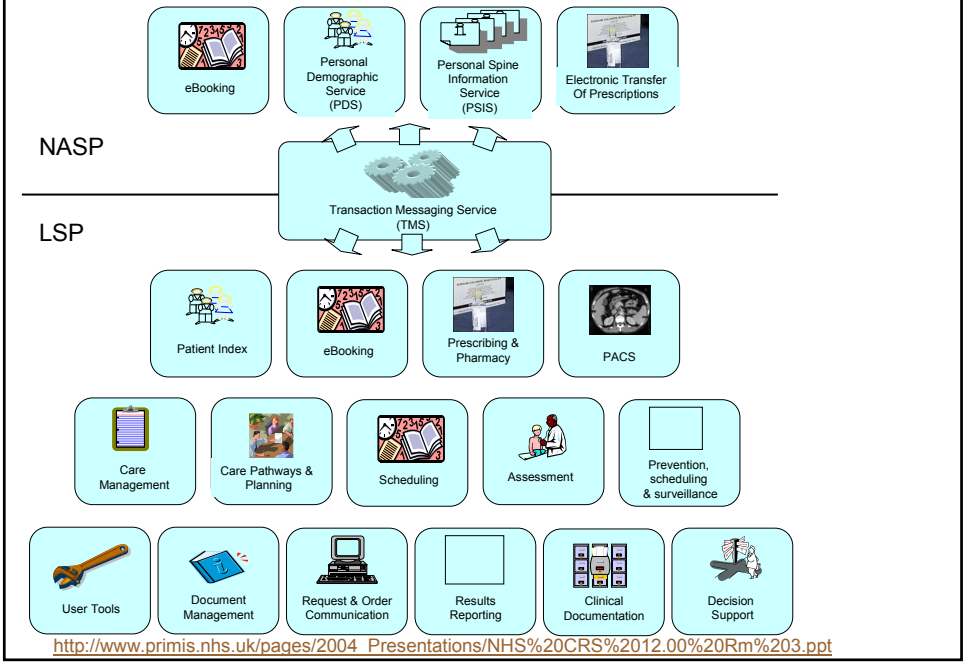 eBooking
Personal
Demographic
Service
(PDS)
Personal Spine
Information
Service
(PSIS)
Electronic Transfer
Of Prescriptions
NASP
Transaction Messaging Service
(TMS)
LSP
Patient Index
eBooking
Prescribing &
Pharmacy
PACS
Care
Management
Care Pathways &
Planning
Scheduling
Assessment
Prevention,
scheduling
& surveillance
User Tools
Document
Management
Request & Order
Communication
Results
Reporting
Clinical
Documentation
Decision
Support
http://www.primis.nhs.uk/pages/2004_Presentations/NHS%20CRS%2012.00%20Rm%203.ppt